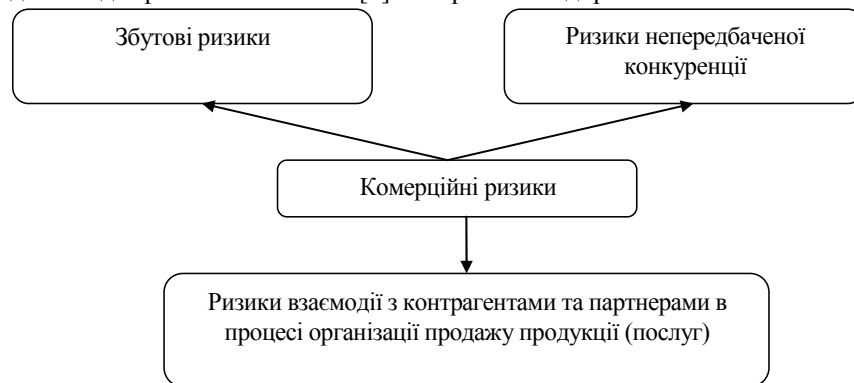 Збутові ризики
Ризики непередбаченої
конкуренції
Комерційні ризики
Ризики взаємодії з контрагентами та партнерами в
процесі організації продажу продукції (послуг)